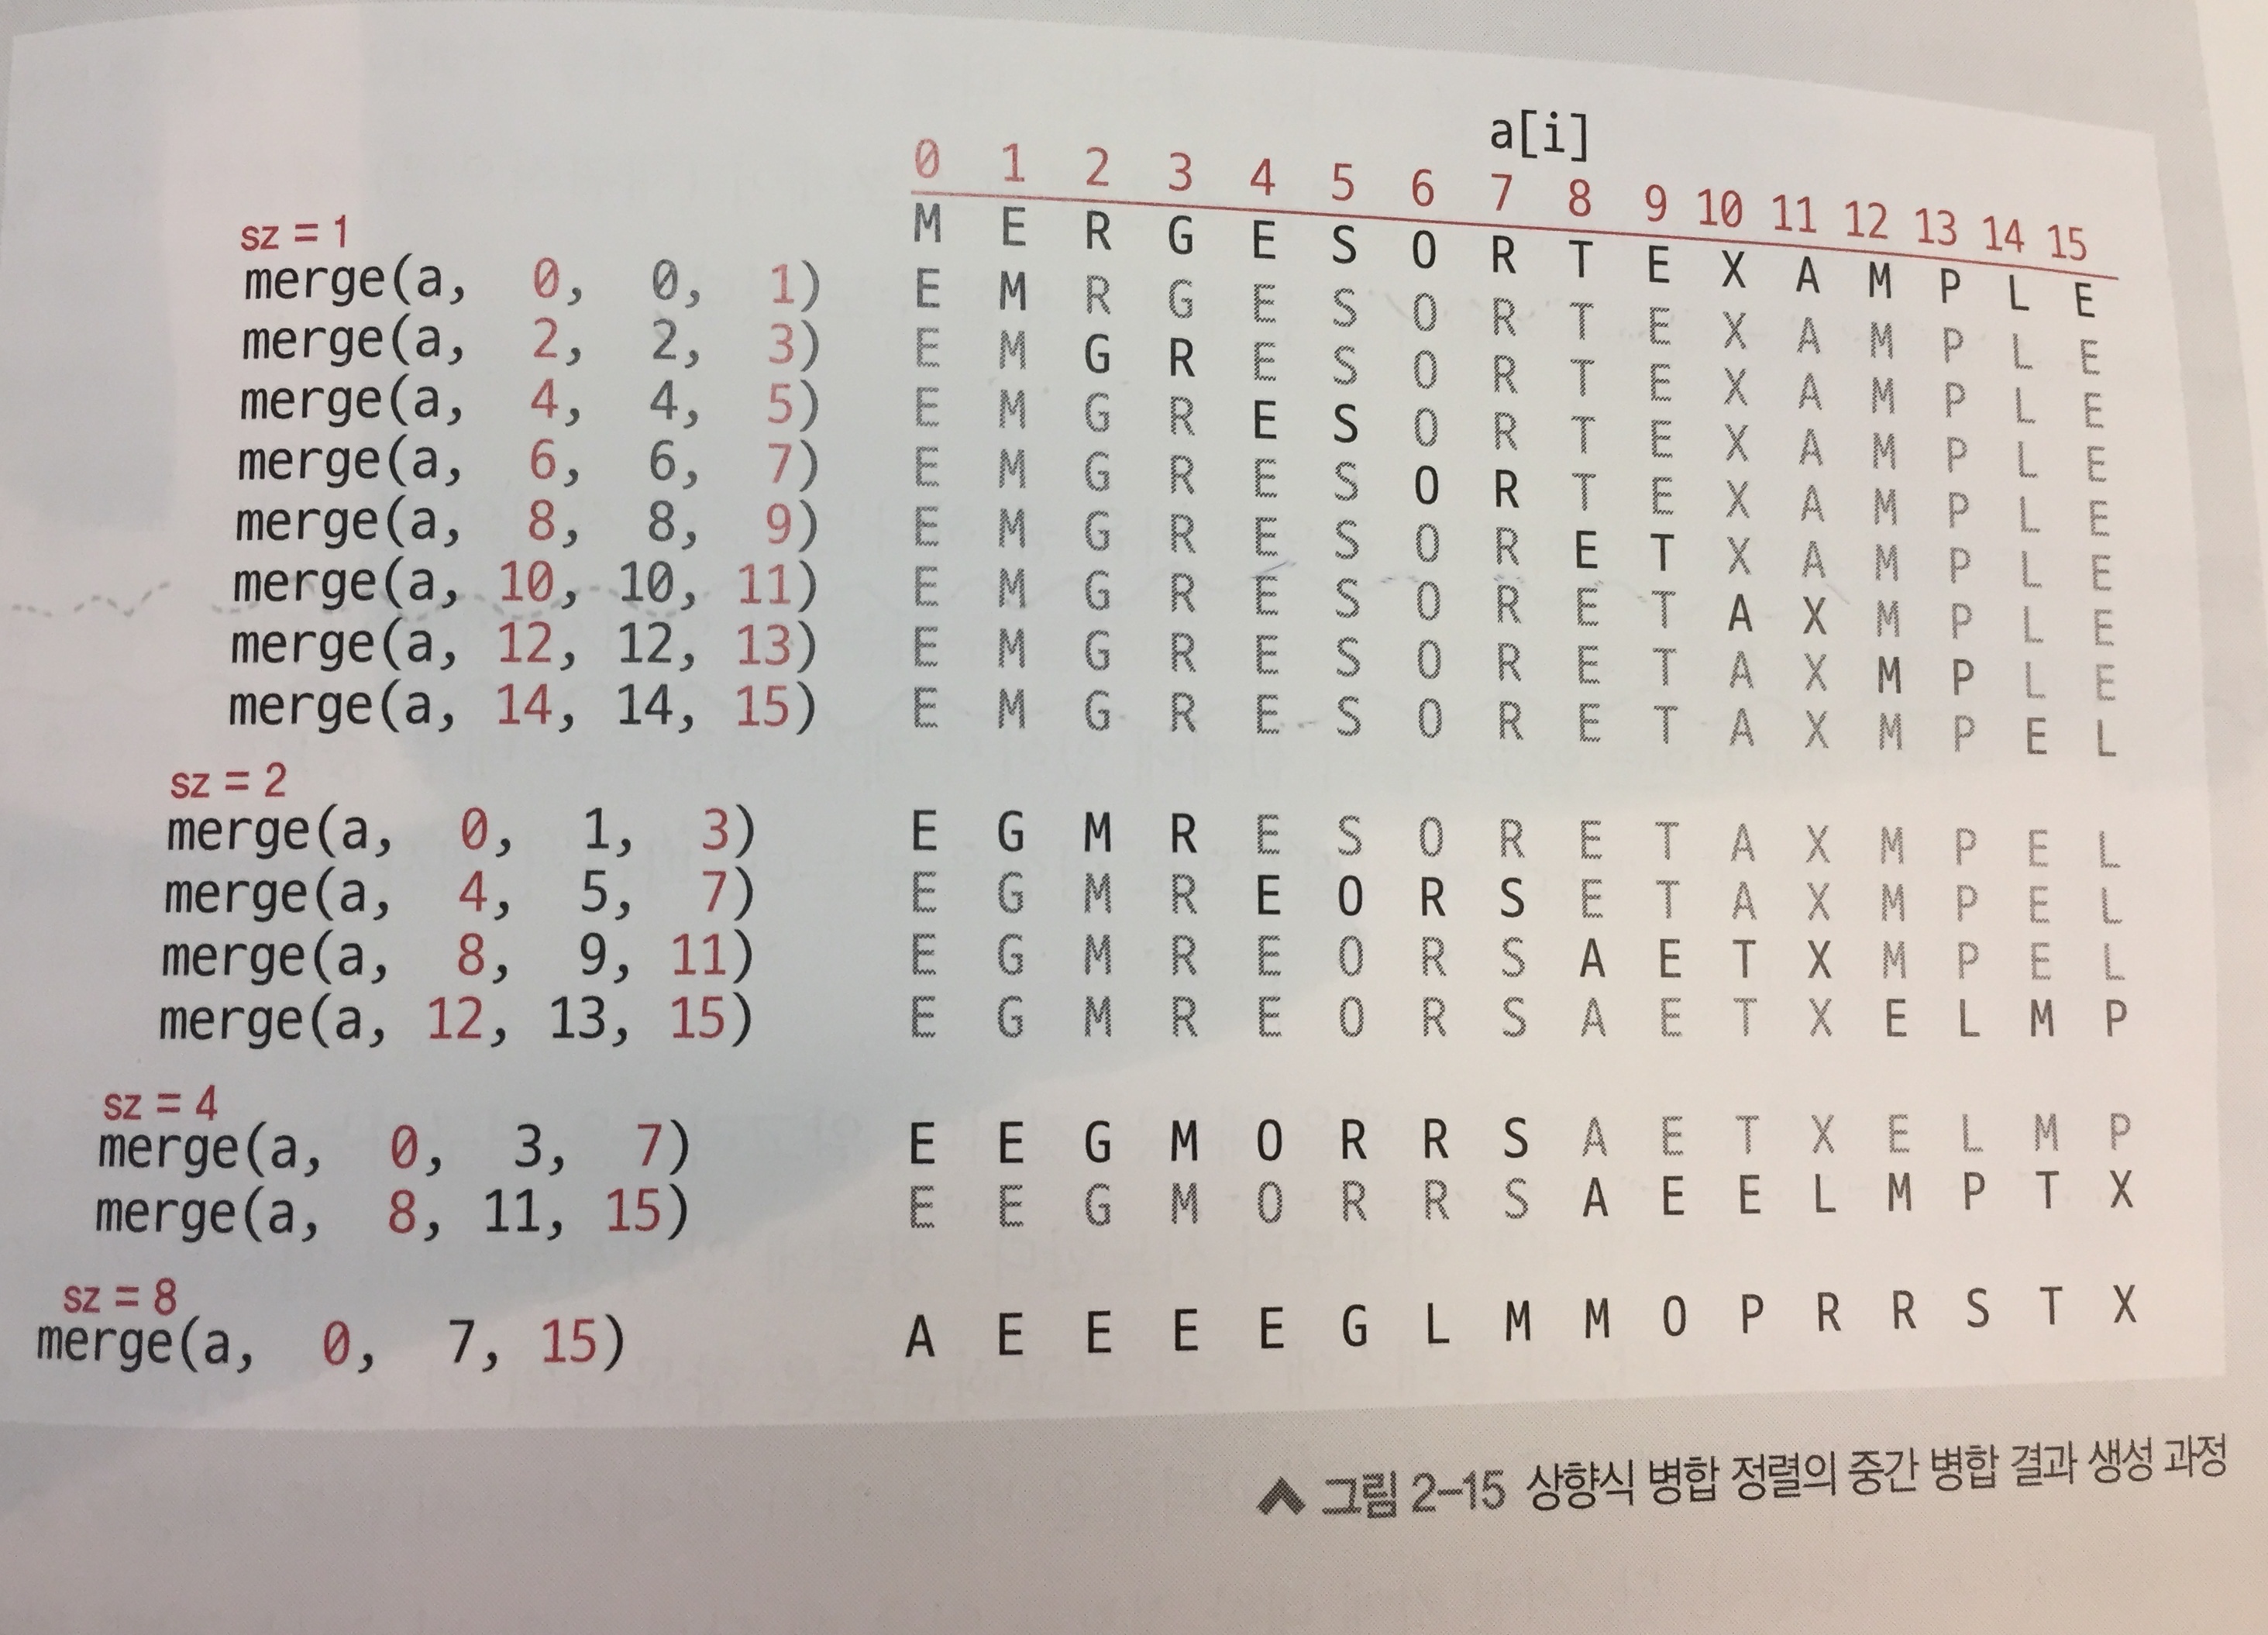 a[i]
0 1 2 3 4 5 6 7 8 9 10 11 12 13 14 15
M E R G E S O R T E X A M P L E
sz = 1
merge(a, 0, 0, 1) E M R G E S O R T E X A M P L E
merge(a, 2, 2, 3) E M G R E S O R T E X A M P L E
merge(a, 4, 4, 5) E M G R E S O R T E X A M P L E
merge(a, 6, 6, 7) E M G R E S O R T E X A M P L E
merge(a, 8, 8, 9) E M G R E S O R E T X A M P L E
merge(a, 10, 10, 11) E M G R E S O R E T A X M P L E
merge(a, 12, 12, 13) E M G R E S O R E T A X M P L E
merge(a, 14, 14, 15) E M G R E S O R E T A X M P E L
sz = 2
merge(a, 0, 1, 3) E G M R E S O R E T A X M P E L
merge(a, 4, 5, 7) E G M R E O R S E T A X M P E L
merge(a, 8, 9, 11) E G M R E O R S A E T X M P E L
merge(a, 12, 13, 15) E G M R E O R S A E T X E L M P
sz = 4
merge(a, 0, 3, 7) E E G M O R R S A E T X E L M P
merge(a, 8, 11, 15) E E G M O R R S A E E L M P T X
sz = 8
merge(a, 0, 7, 15) A E E E E G L M M O P R R S T X
그림 2–15 상향식 병합 정렬의 중간 병합 결과 생성 과정